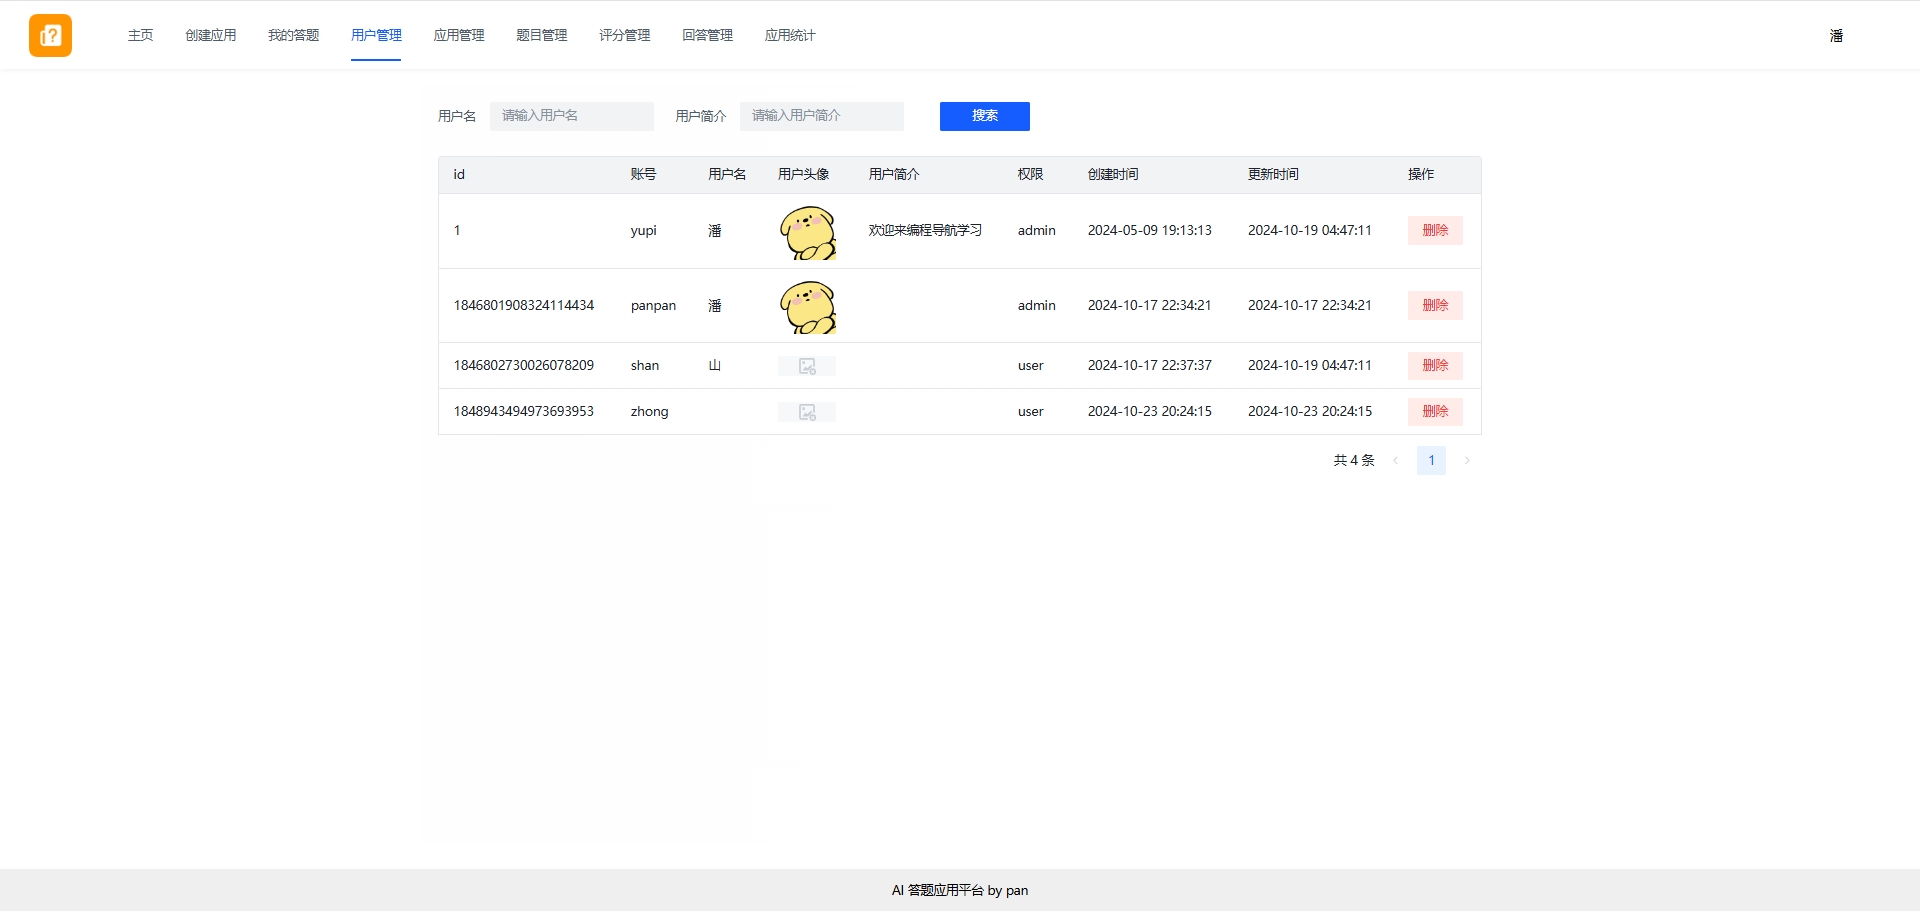 主页 创建应用 我的答题 用户管理 应用管理 题目管理 评分管理 回答管理 应用统计 潘
用户名 请输入用户名 用户简介 请输入用户简介 搜索
id 账号 用户名 用户头像 用户简介 权限 创建时间 更新时间 操作
1 yupi 潘 欢迎来编程导航学习 admin 2024-05-09 19:13:13 2024-10-19 04:47:11 删除
1846801908324114434 panpan 潘 admin 2024-10-17 22:34:21 2024-10-17 22:34:21 删除
1846802730026078209 shan 山 user 2024-10-17 22:37:37 2024-10-19 04:47:11 删除
1848943494973693953 zhong user 2024-10-23 20:24:15 2024-10-23 20:24:15 删除
共 4 条 1
AI 答题应用平台 by pan